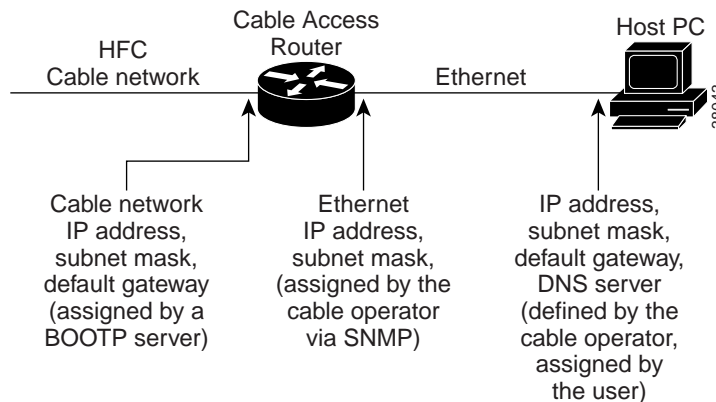 Cable Access
Router
Host PC
HFC
Cable network
Ethernet
Cable network
IP address,
subnet mask,
default gateway
(assigned by a
BOOTP server)
Ethernet
IP address,
subnet mask,
(assigned by the
cable operator
via SNMP)
IP address,
subnet mask,
default gateway,
DNS server
(defined by the
cable operator,
assigned by
the user)